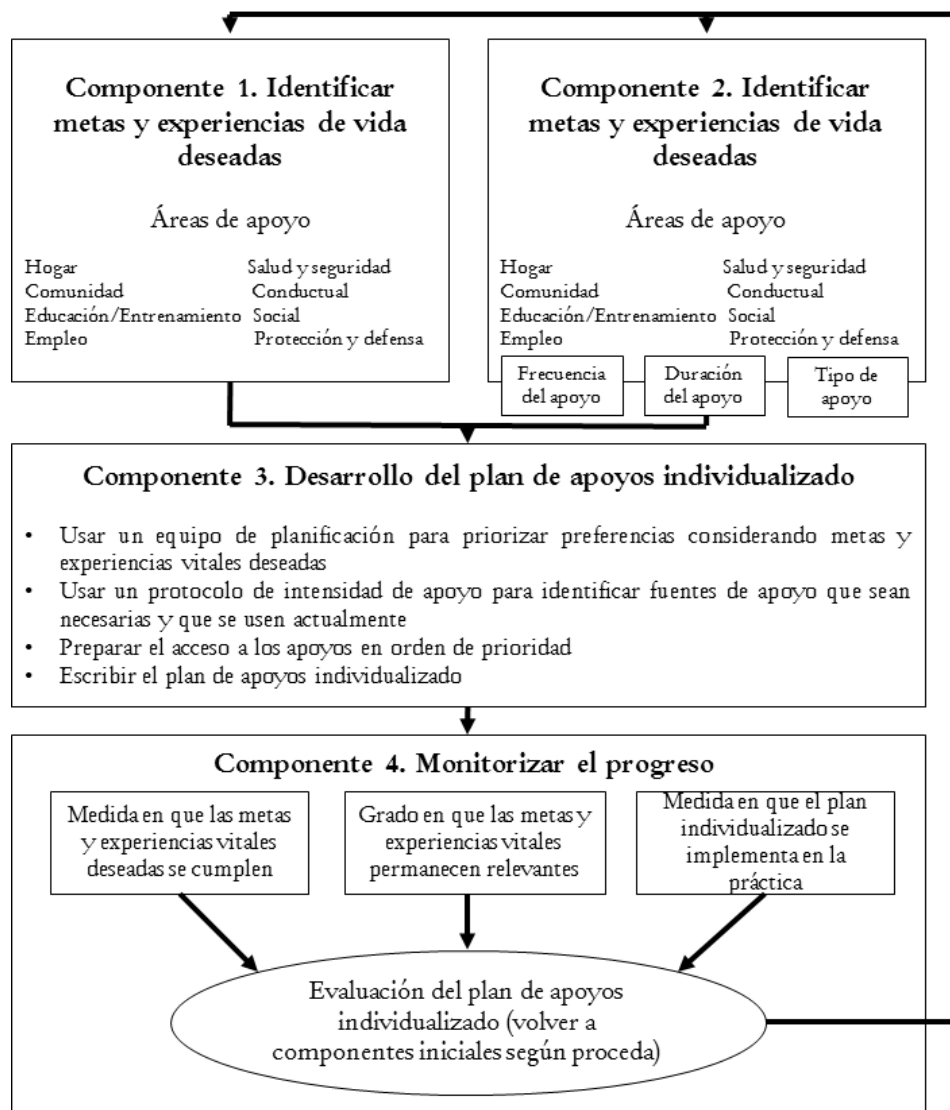 Componente 1. Identificar
metas y experiencias de vida
deseadas
Áreas de apoyo
Hogar Salud y seguridad
Comunidad Conductual
Educación/Entrenamiento Social
Empleo Protección y defensa
Componente 2. Identificar
metas y experiencias de vida
deseadas
Áreas de apoyo
Hogar Salud y seguridad
Comunidad Conductual
Educación/Entrenamiento Social
Empleo Protección y defensa
Frecuencia
del apoyo
Duración
del apoyo
Tipo de
apoyo
Componente 3. Desarrollo del plan de apoyos individualizado
• Usar un equipo de planificación para priorizar preferencias considerando metas y
experiencias vitales deseadas
• Usar un protocolo de intensidad de apoyo para identificar fuentes de apoyo que sean
necesarias y que se usen actualmente
• Preparar el acceso a los apoyos en orden de prioridad
• Escribir el plan de apoyos individualizado
Componente 4. Monitorizar el progreso
Medida en que las metas
y experiencias vitales
deseadas se cumplen
Grado en que las metas y
experiencias vitales
permanecen relevantes
Medida en que el plan
individualizado se
implementa en la
práctica
Evaluación del plan de apoyos
individualizado (volver a
componentes iniciales según proceda)